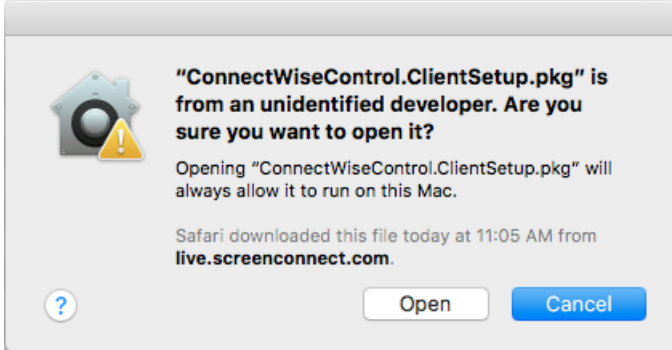 “ConnectWiseControl.ClientSetup.pkg” is
from an unidentified developer. Are you
sure you want to open it?
Opening “ConnectWiseControl.ClientSetup.pkg” will
always allow it to run on this Mac.
Safari downloaded this file today at 11:05 AM from
live.screenconnect.com.
?
Open
Cancel